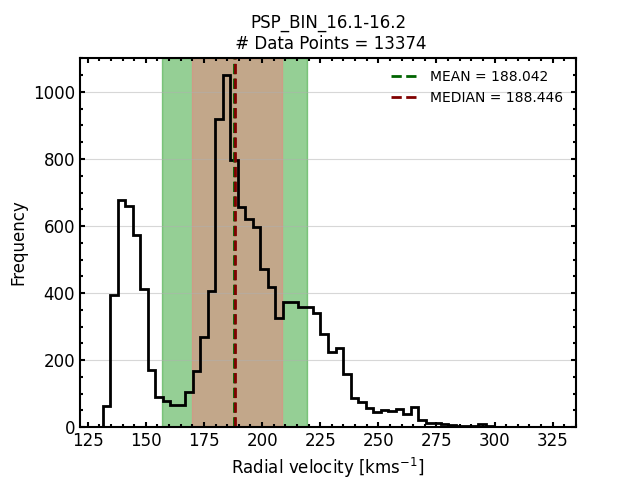 PSP_BIN_16.1-16.2
# Data Points = 13374
MEAN = 188.042
MEDIAN = 188.446
Frequency
1000
800
600
400
200
0
125 150 175 200 225 250 275 300 325
Radial velocity [kms⁻¹]